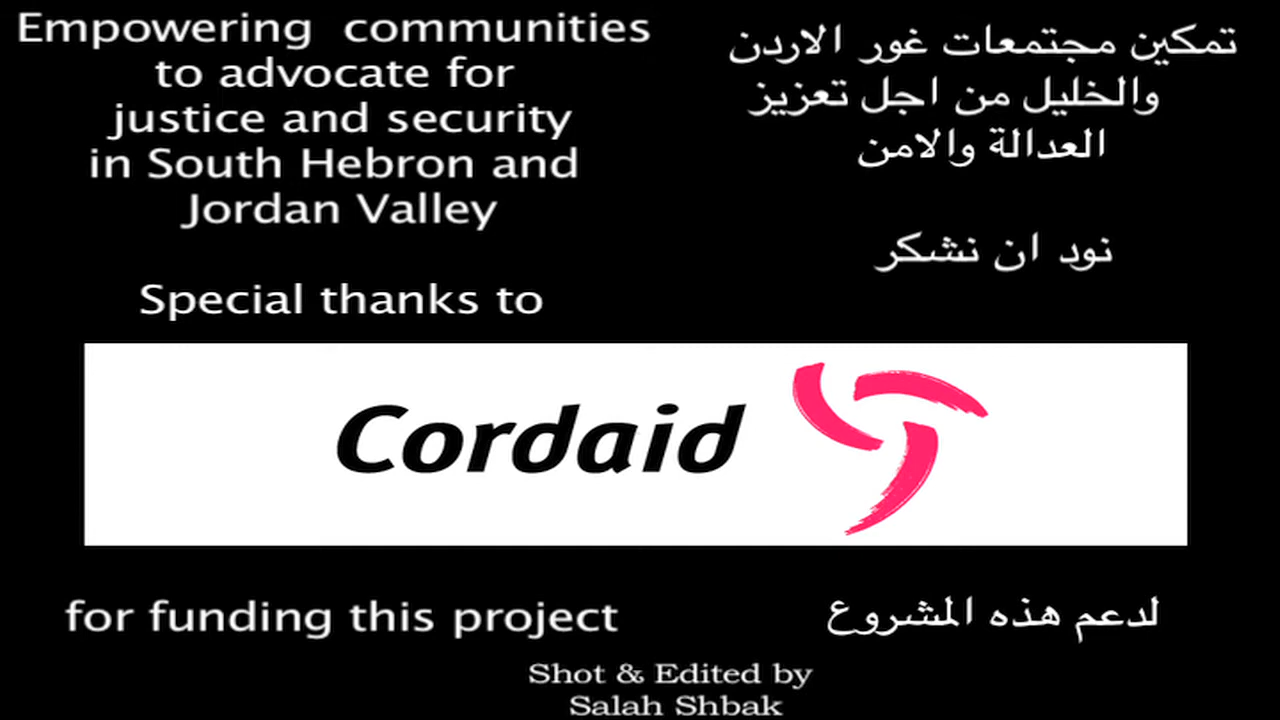 Empowering communities
to advocate for
justice and security
in South Hebron and
Jordan Valley
Special thanks to
تمكين مجتمعات غور الاردن
والخليل من اجل تعزيز
العدالة والامن
نود ان نشكر
Cordaid
for funding this project
لدعم هذه المشروع
Shot & Edited by
Salah Shbak